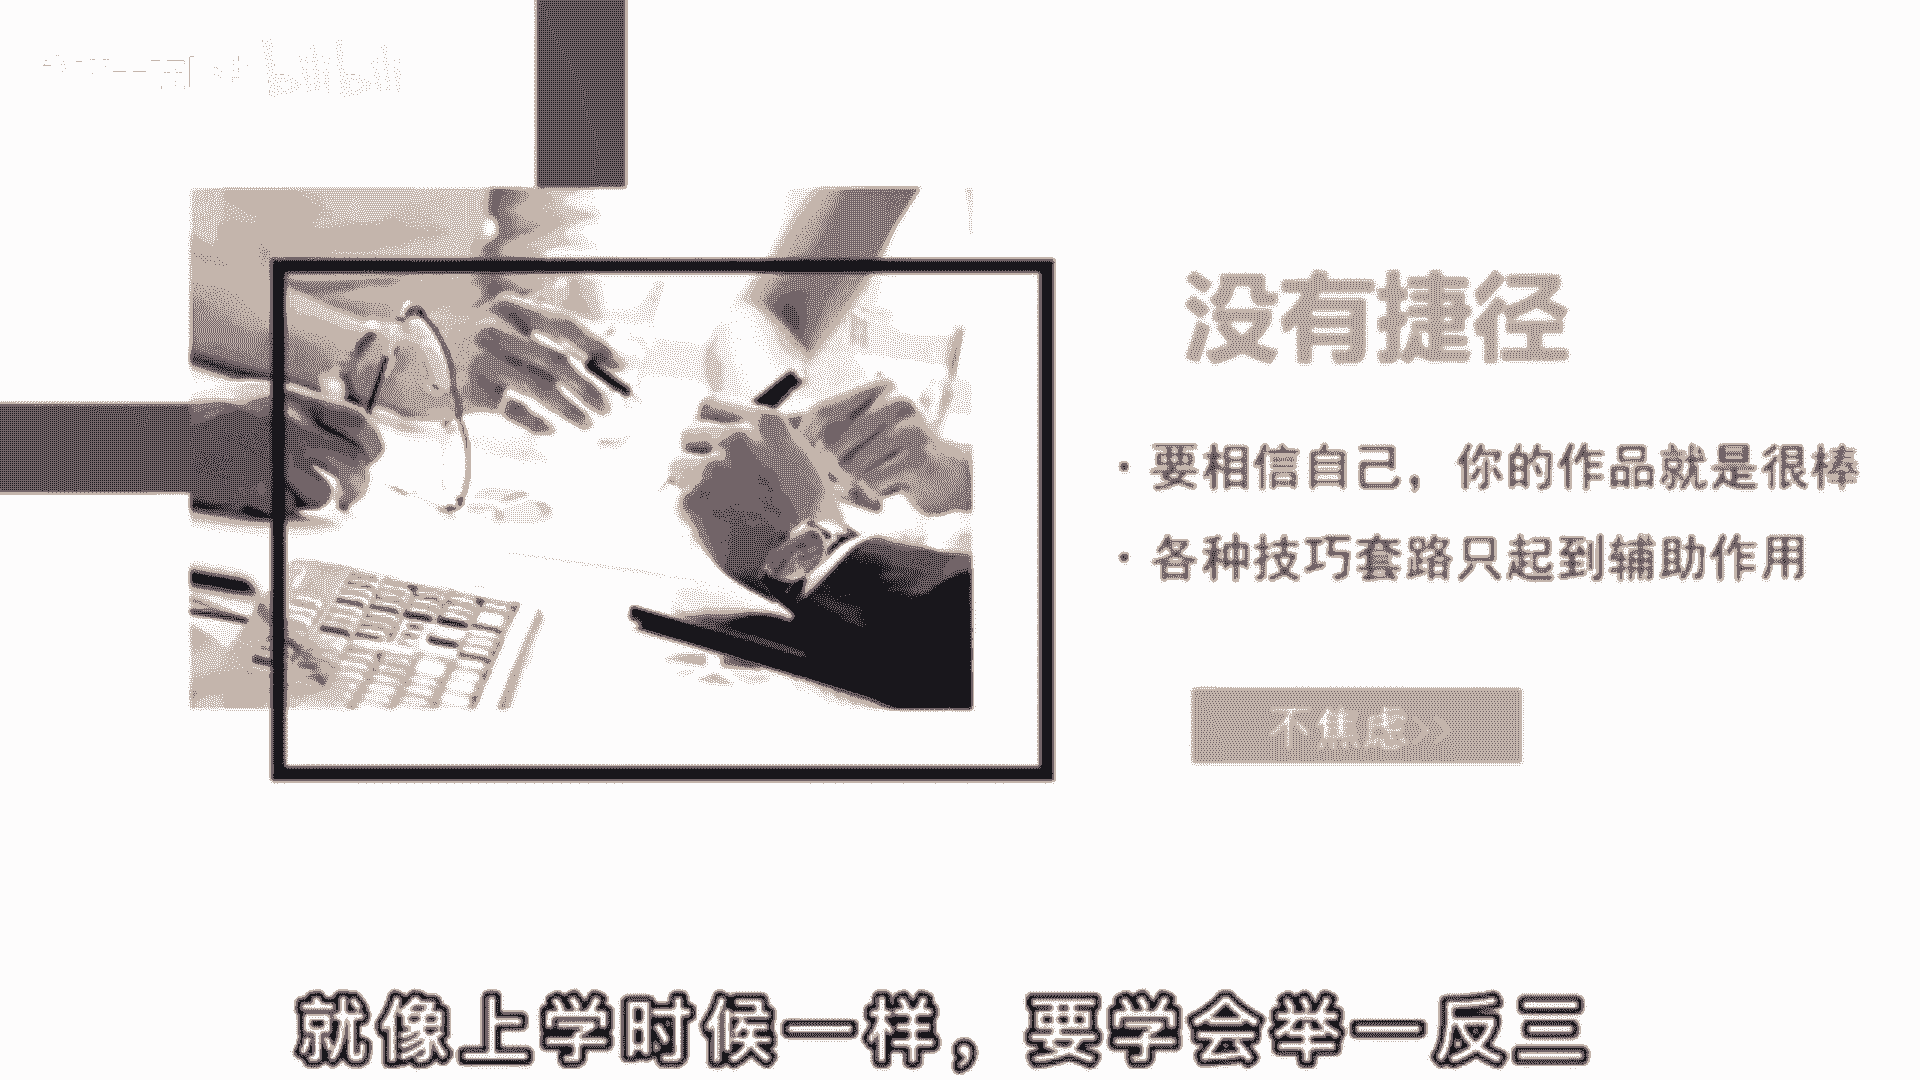 bilibili
没有捷径
· 要相信自己，你的作品就是很棒
· 各种技巧套路只起到辅助作用
不焦虑>>
就像上学时候一样，要学会举一反三